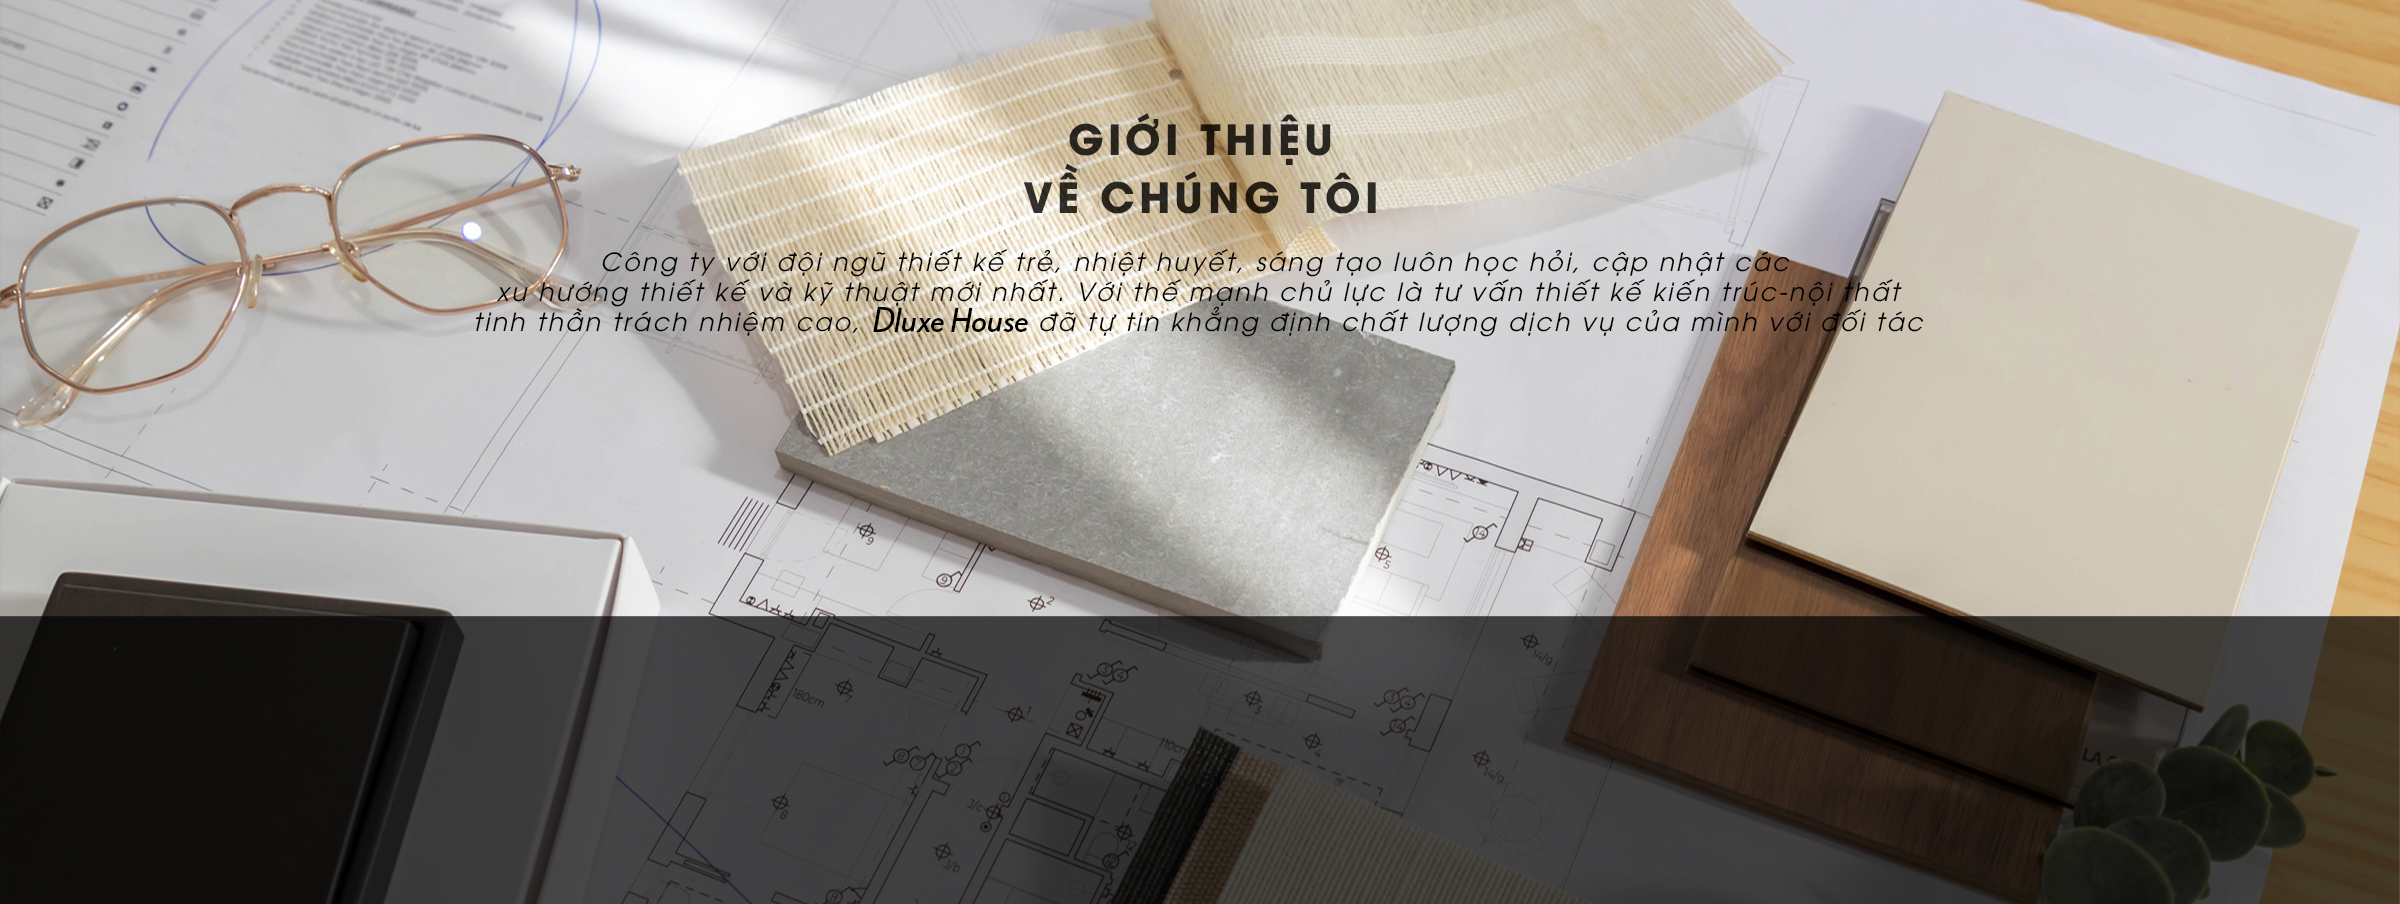 GIỚI THIỆU
VỀ CHÚNG TÔI
Công ty với đội ngũ thiết kế trẻ, nhiệt huyết, sáng tạo luôn học hỏi, cập nhật các
xu hướng thiết kế và kỹ thuật mới nhất. Với thế mạnh chủ lực là tư vấn thiết kế kiến trúc-nội thất
tinh thần trách nhiệm cao, Dluxe House đã tự tin khẳng định chất lượng dịch vụ của mình với đối tác
180cm
110cm